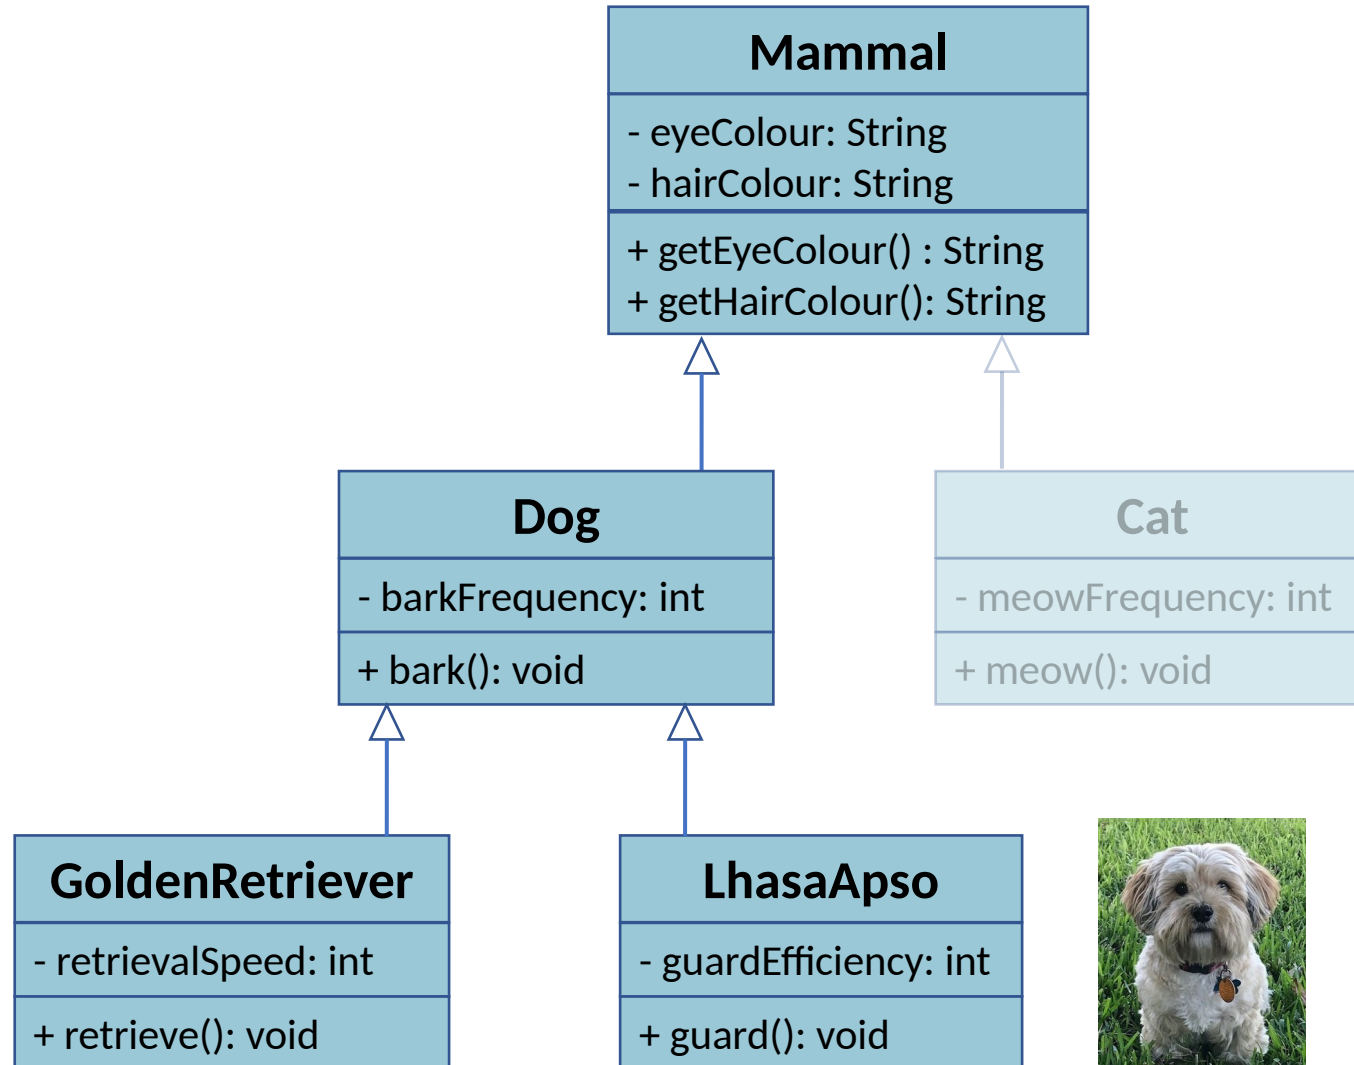 Mammal
- eyeColour: String
- hairColour: String
+ getEyeColour() : String
+ getHairColour(): String
Dog
- barkFrequency: int
+ bark(): void
Cat
- meowFrequency: int
+ meow(): void
GoldenRetriever
- retrievalSpeed: int
+ retrieve(): void
LhasaApso
- guardEfficiency: int
+ guard(): void